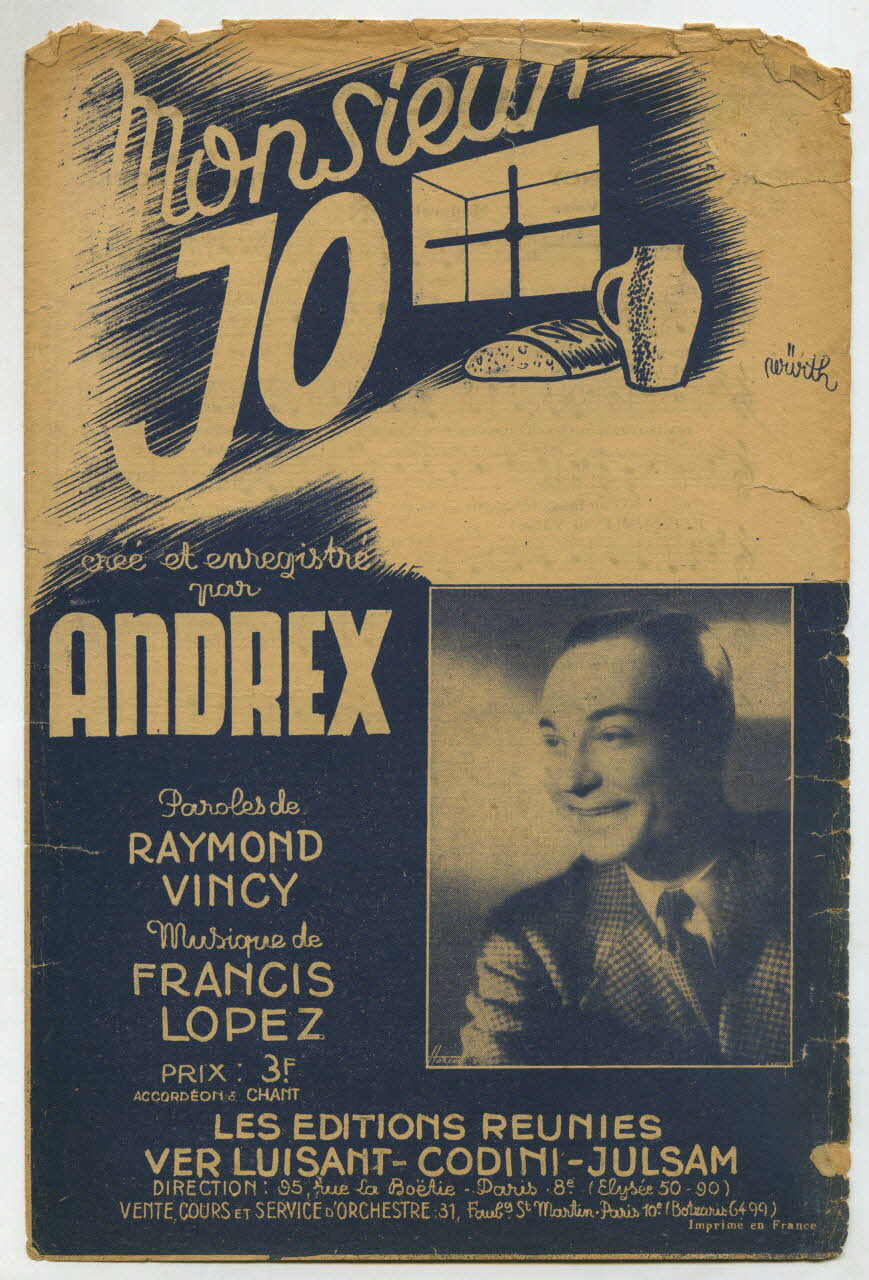 Monsieur
JO
würth
créé et enregistré
par
ANDREX
Paroles de
RAYMOND
VINCY
Musique de
FRANCIS
LOPEZ
PRIX : 3F
ACCORDÉON & CHANT
LES EDITIONS REUNIES
VER LUISANT - CODINI - JULSAM
DIRECTION : 95, Rue La Boëtie - Paris - 8e (Elysée 50-90)
VENTE, COURS ET SERVICE D'ORCHESTRE : 31, Faubg St Martin - Paris 10e (Botzaris 64 99)
Imprimé en France